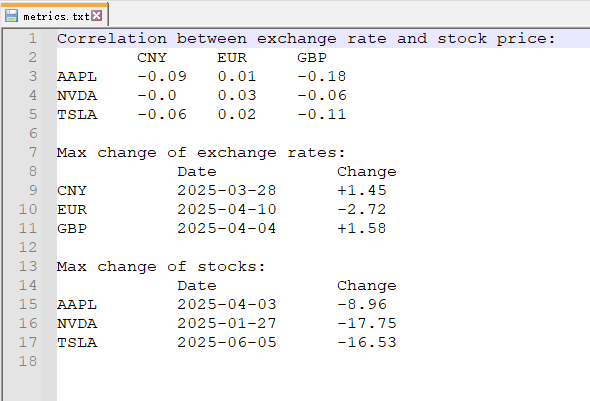 metrics.txt
1 Correlation between exchange rate and stock price:
2 CNY EUR GBP
3 AAPL -0.09 0.01 -0.18
4 NVDA -0.0 0.03 -0.06
5 TSLA -0.06 0.02 -0.11
6
7 Max change of exchange rates:
8 Date Change
9 CNY 2025-03-28 +1.45
10 EUR 2025-04-10 -2.72
11 GBP 2025-04-04 +1.58
12
13 Max change of stocks:
14 Date Change
15 AAPL 2025-04-03 -8.96
16 NVDA 2025-01-27 -17.75
17 TSLA 2025-06-05 -16.53
18